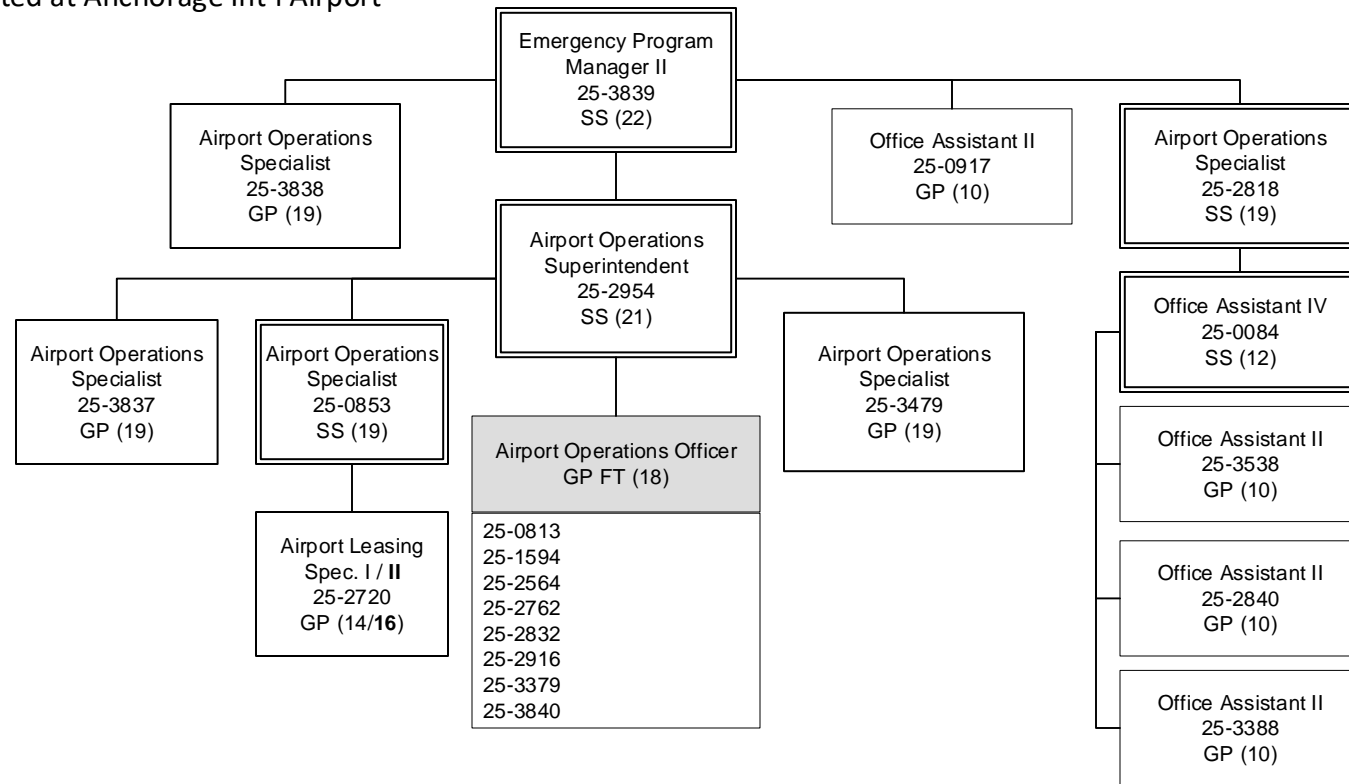 at Anchorage Int'l Airport
Emergency Program
Manager II
25-3839
SS (22)
Airport Operations
Specialist
25-3838
GP (19)
Office Assistant II
25-0917
GP (10)
Airport Operations
Specialist
25-2818
SS (19)
Airport Operations
Superintendent
25-2954
SS (21)
Office Assistant IV
25-0084
SS (12)
Airport Operations
Specialist
25-3837
GP (19)
Airport Operations
Specialist
25-0853
SS (19)
Airport Operations
Specialist
25-3479
GP (19)
Airport Operations Officer
GP FT (18)
25-0813
25-1594
25-2564
25-2762
25-2832
25-2916
25-3379
25-3840
Airport Leasing
Spec. I / II
25-2720
GP (14/16)
Office Assistant II
25-3538
GP (10)
Office Assistant II
25-2840
GP (10)
Office Assistant II
25-3388
GP (10)